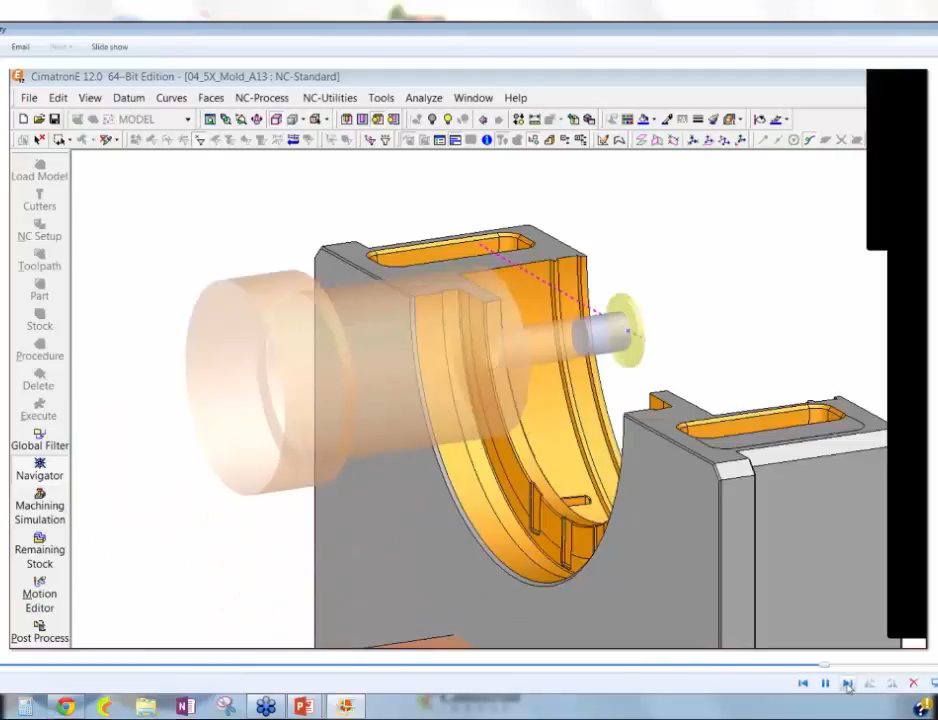 Email
Slide show
CimatronE 12.0 64-Bit Edition - [04_5X_Mold_A13 : NC-Standard]
File Edit View Datum Curves Faces NC-Process NC-Utilities Tools Analyze Window Help
MODEL
Load Model
Cutters
NC Setup
Toolpath
Part
Stock
Procedure
Delete
Execute
Global Filter
Navigator
Machining
Simulation
Remaining
Stock
Motion
Editor
Post Process